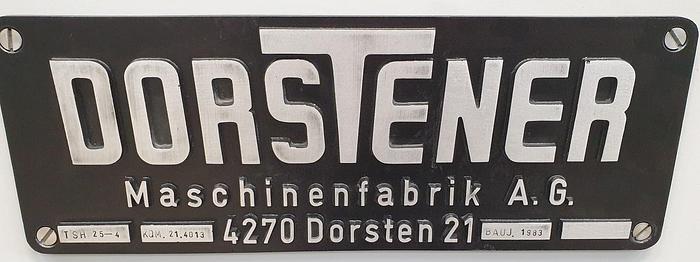 DORSTENER
Maschinenfabrik A.G.
TSH 25-4 KOM. 21.4013 4270 Dorsten 21 BAUJ. 1983